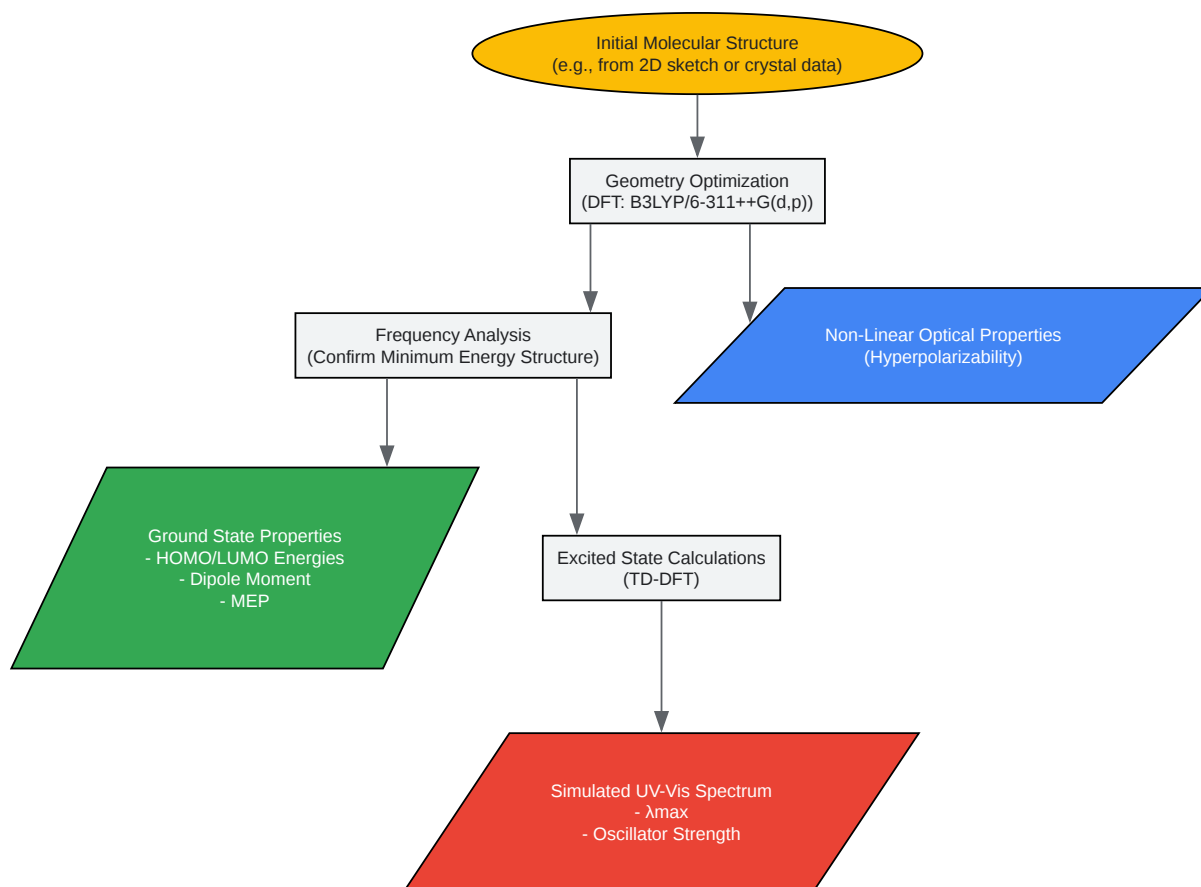 Initial Molecular Structure
(e.g., from 2D sketch or crystal data)
Geometry Optimization
(DFT: B3LYP/6-311++G(d,p))
Frequency Analysis
(Confirm Minimum Energy Structure)
Non-Linear Optical Properties
(Hyperpolarizability)
Ground State Properties
- HOMO/LUMO Energies
- Dipole Moment
- MEP
Excited State Calculations
(TD-DFT)
Simulated UV-Vis Spectrum
- λmax
- Oscillator Strength